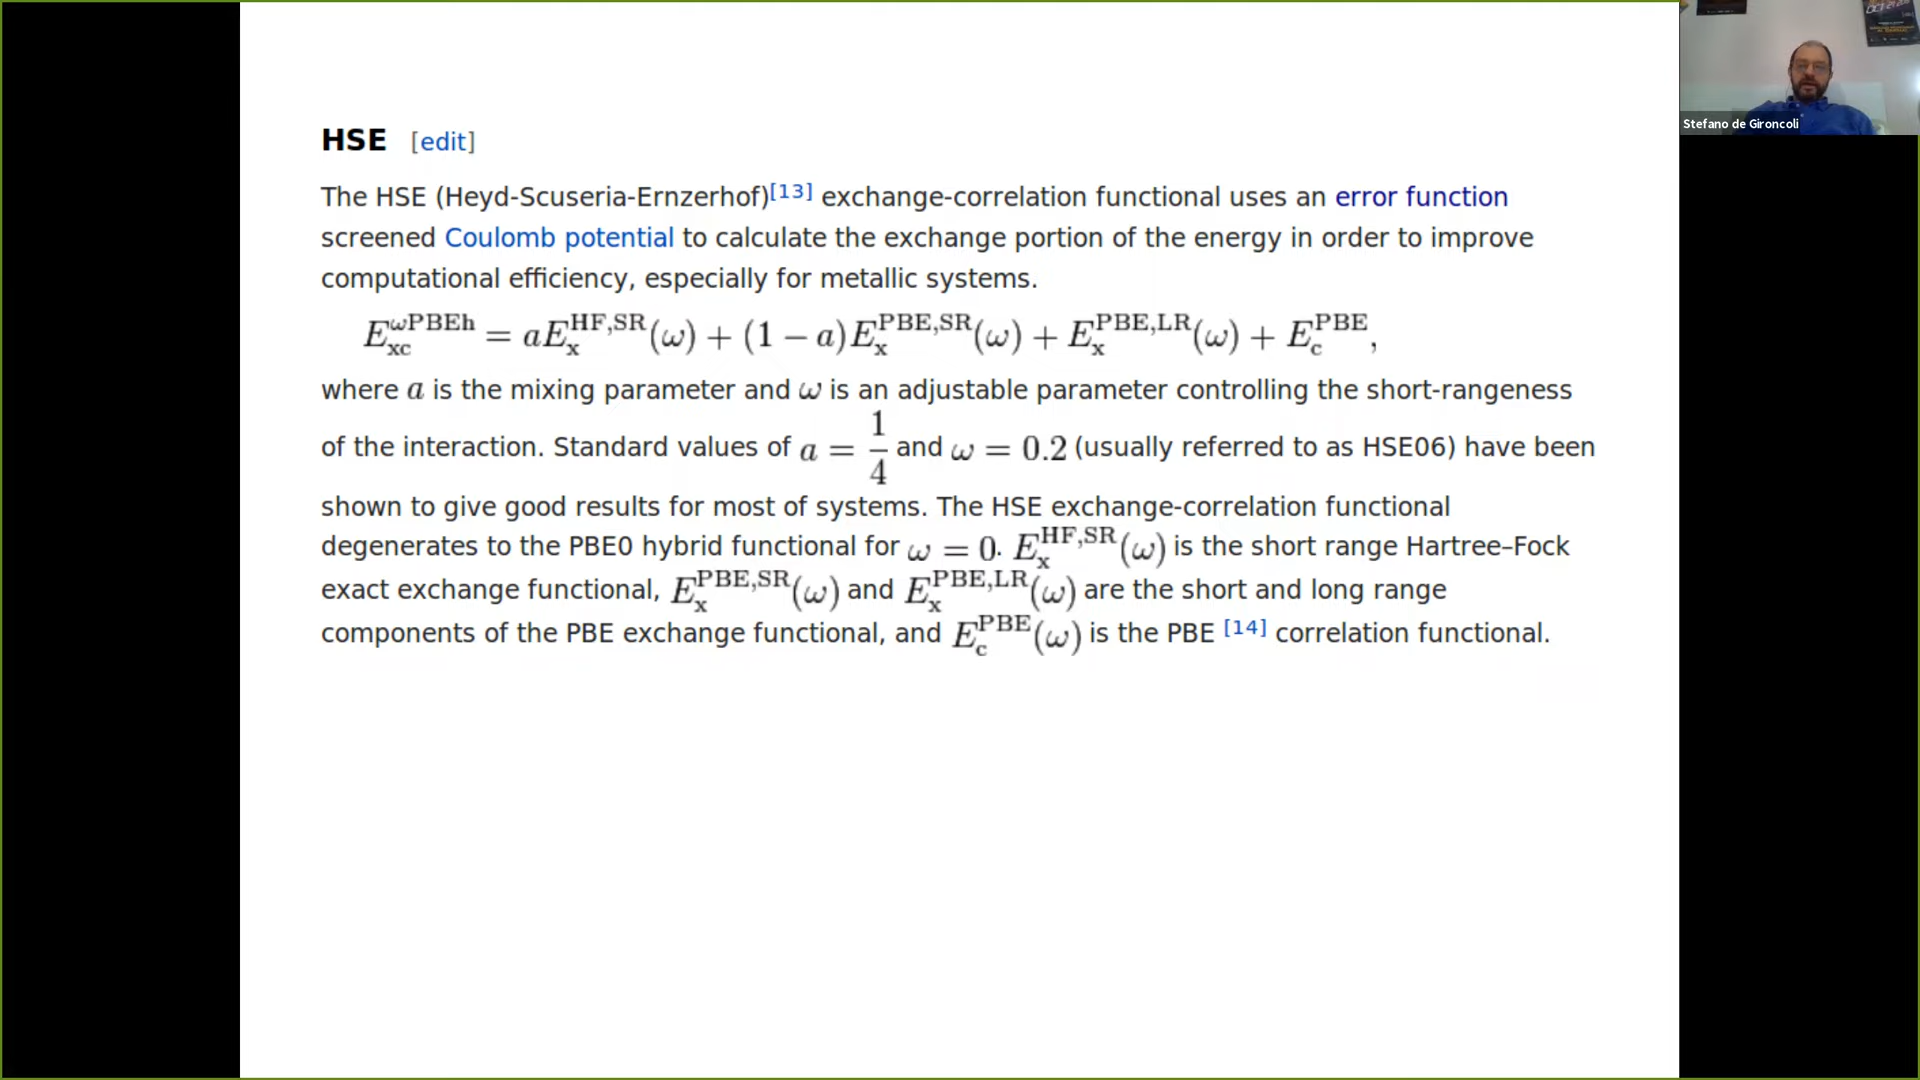 HSE [edit]
The HSE (Heyd-Scuseria-Ernzerhof)[13] exchange-correlation functional uses an error function
screened Coulomb potential to calculate the exchange portion of the energy in order to improve
computational efficiency, especially for metallic systems.
E_xc^ωPBEh = aE_x^HF,SR(ω) + (1 − a)E_x^PBE,SR(ω) + E_x^PBE,LR(ω) + E_c^PBE,
where a is the mixing parameter and ω is an adjustable parameter controlling the short-rangeness
of the interaction. Standard values of a = 1/4 and ω = 0.2 (usually referred to as HSE06) have been
shown to give good results for most of systems. The HSE exchange-correlation functional
degenerates to the PBE0 hybrid functional for ω = 0. E_x^HF,SR(ω) is the short range Hartree–Fock
exact exchange functional, E_x^PBE,SR(ω) and E_x^PBE,LR(ω) are the short and long range
components of the PBE exchange functional, and E_c^PBE(ω) is the PBE [14] correlation functional.
Stefano de Gironcoli